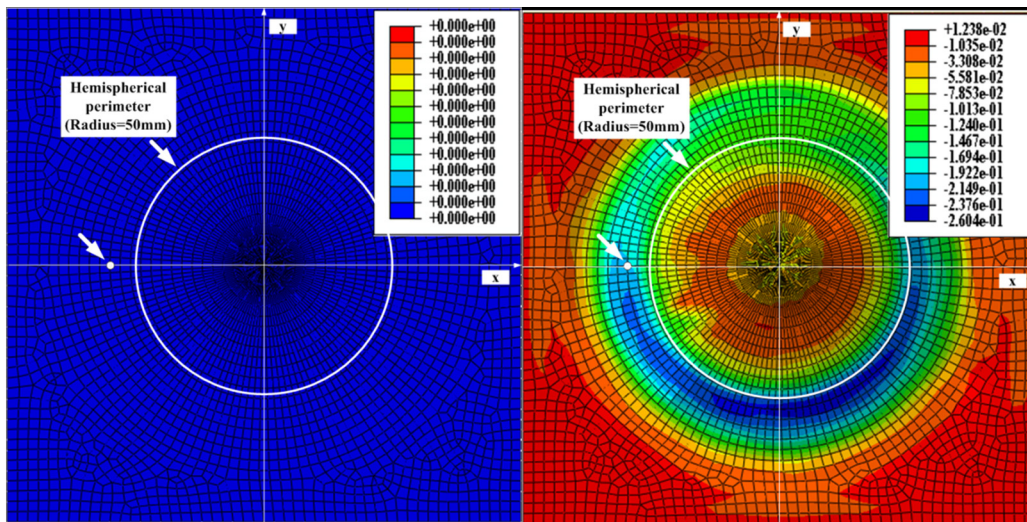 y
+0.000e+00
+0.000e+00
+0.000e+00
+0.000e+00
+0.000e+00
+0.000e+00
+0.000e+00
+0.000e+00
+0.000e+00
+0.000e+00
+0.000e+00
+0.000e+00
+0.000e+00
Hemispherical
perimeter
(Radius=50mm)
x
y
+1.238e-02
-1.035e-02
-3.308e-02
-5.581e-02
-7.853e-02
-1.013e-01
-1.240e-01
-1.467e-01
-1.694e-01
-1.922e-01
-2.149e-01
-2.376e-01
-2.604e-01
Hemispherical
perimeter
(Radius=50mm)
x